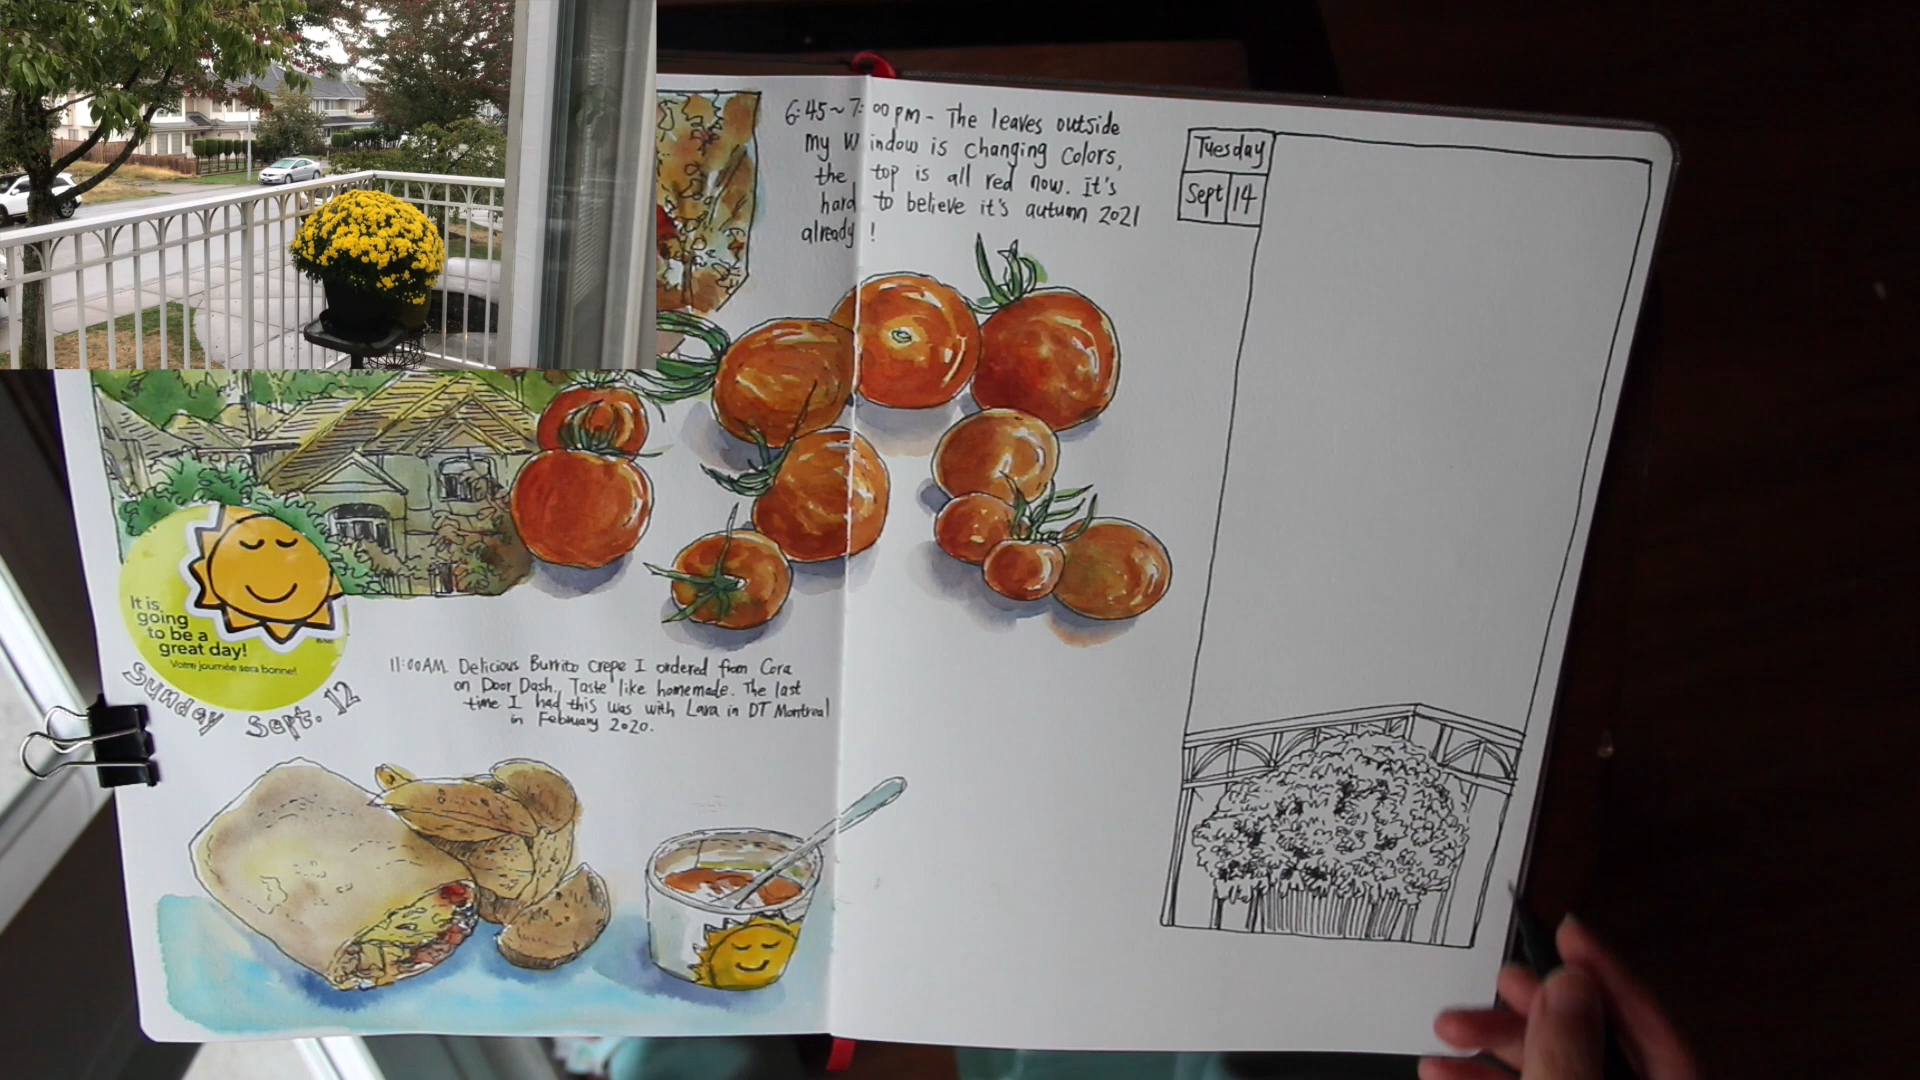 6:45~7:00 pm - The leaves outside
my window is changing colors,
the top is all red now. It's
hard to believe it's autumn 2021
already !
Tuesday
Sept 14
It is
going
to be a
great day!
Votre journée sera bonne!
Sunday Sept. 12
11:00AM. Delicious Burrito crepe I ordered from Cora
on Door Dash. Taste like homemade. The last
time I had this was with Lara in DT Montreal
in February 2020.